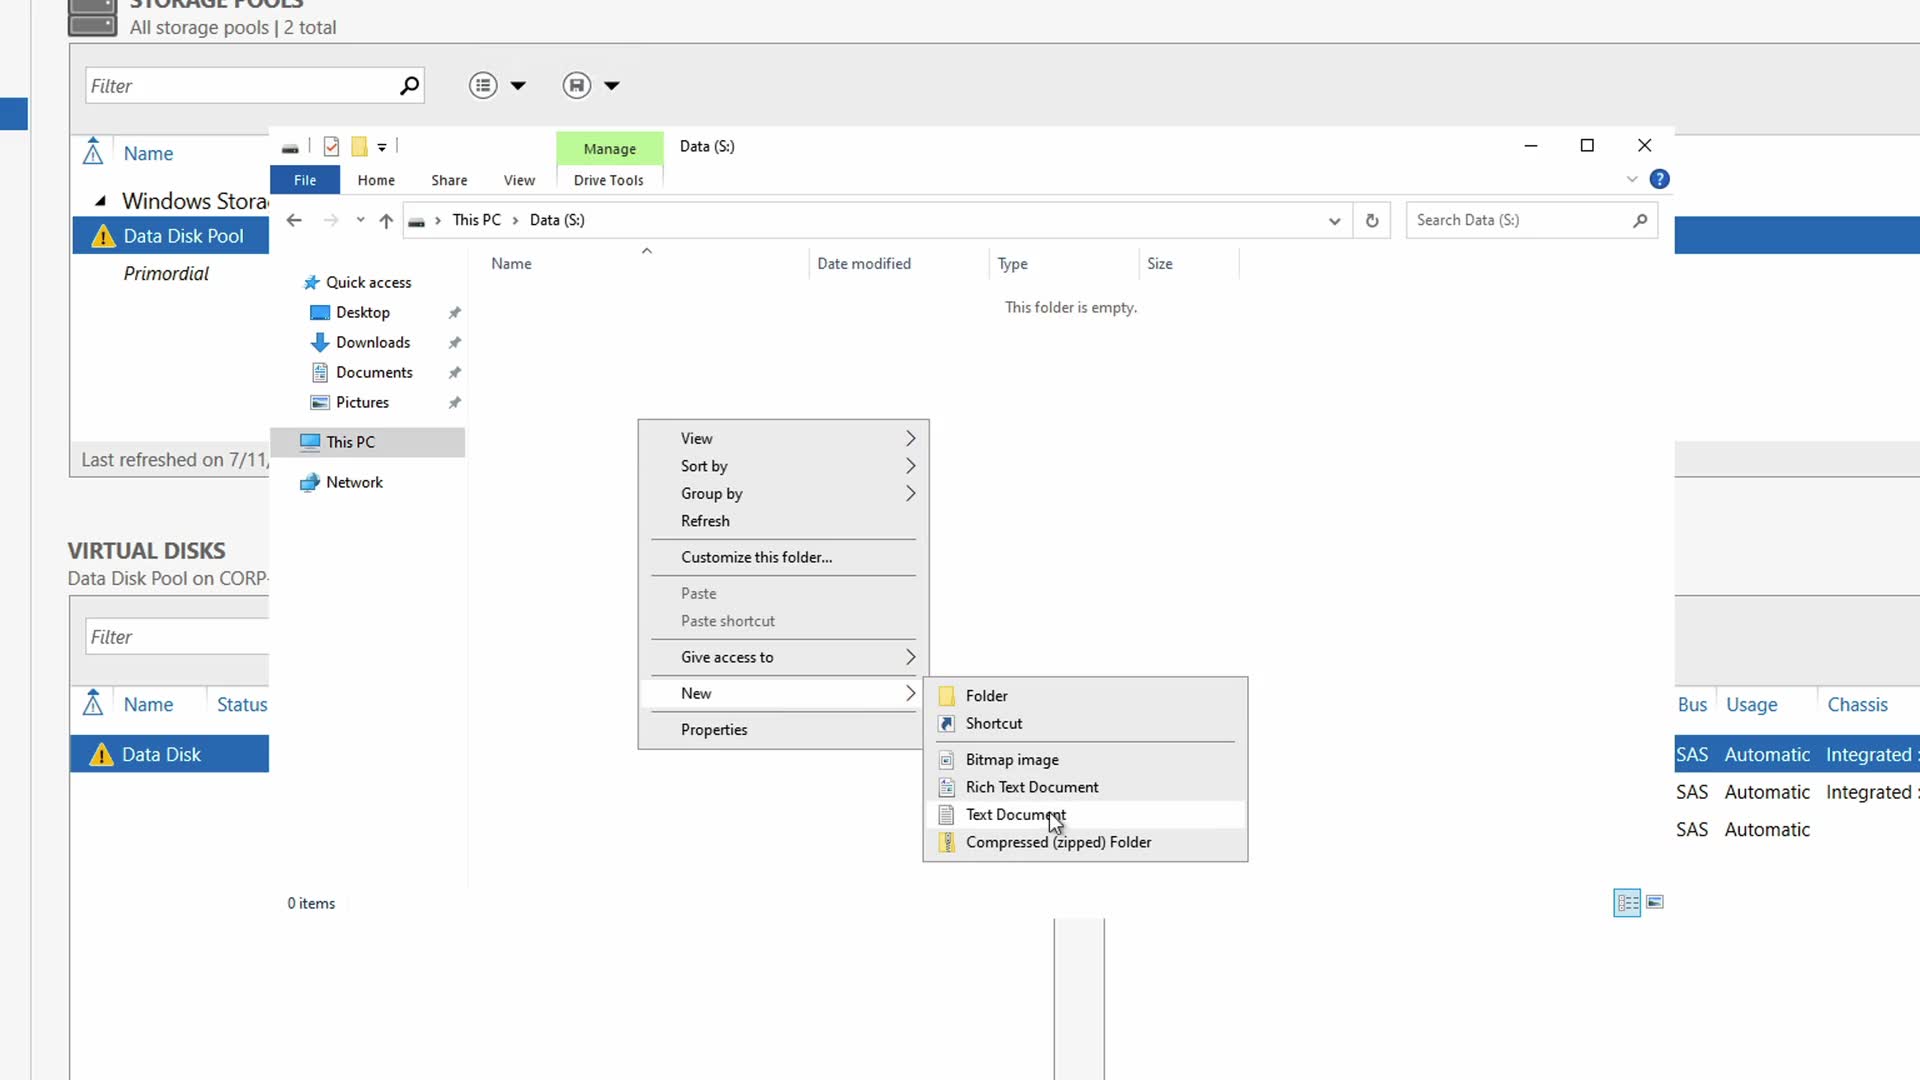 STORAGE POOLS
All storage pools | 2 total
Filter
Name
Windows Stora
Data Disk Pool
Primordial
Last refreshed on 7/11/
VIRTUAL DISKS
Data Disk Pool on CORP-
Filter
Name Status
Data Disk
Manage
Data (S:)
File Home Share View Drive Tools
?
This PC > Data (S:)
Search Data (S:)
Name Date modified Type Size
This folder is empty.
Quick access
Desktop
Downloads
Documents
Pictures
This PC
Network
View
Sort by
Group by
Refresh
Customize this folder...
Paste
Paste shortcut
Give access to
New
Properties
Folder
Shortcut
Bitmap image
Rich Text Document
Text Document
Compressed (zipped) Folder
0 items
Bus Usage Chassis
SAS Automatic Integrated :
SAS Automatic Integrated :
SAS Automatic